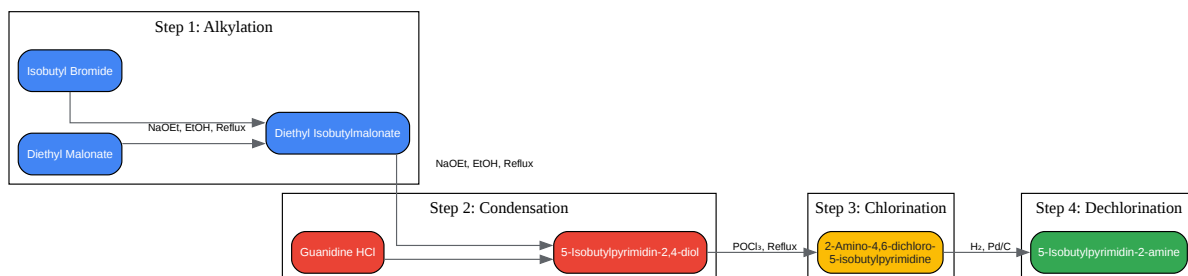 Step 1: Alkylation
Isobutyl Bromide
NaOEt, EtOH, Reflux
Diethyl Isobutylmalonate
Diethyl Malonate
NaOEt, EtOH, Reflux
Step 2: Condensation
Guanidine HCl
5-Isobutylpyrimidin-2,4-diol
POCl₃, Reflux
Step 3: Chlorination
2-Amino-4,6-dichloro-
5-isobutylpyrimidine
H₂, Pd/C
Step 4: Dechlorination
5-Isobutylpyrimidin-2-amine